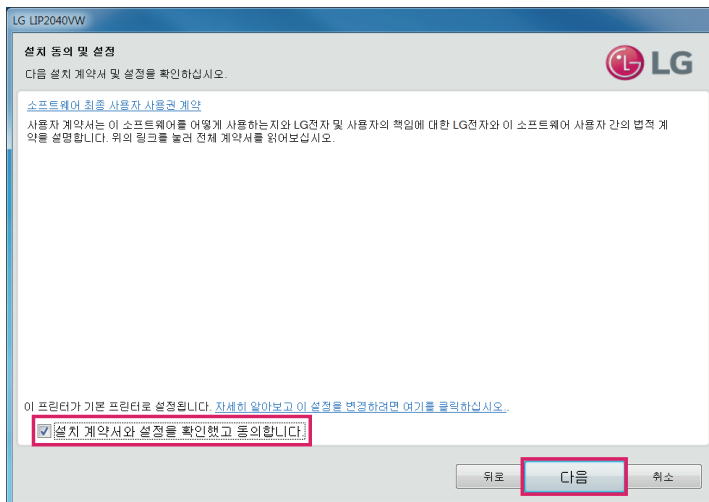 LG LIP2040VW
설치 동의 및 설정
다음 설치 계약서 및 설정을 확인하십시오.
LG
소프트웨어 최종 사용자 사용권 계약
사용자 계약서는 이 소프트웨어를 어떻게 사용하는지와 LG전자 및 사용자의 책임에 대한 LG전자와 이 소프트웨어 사용자 간의 법적 계
약을 설명합니다. 위의 링크를 눌러 전체 계약서를 읽어보십시오.
이 프린터가 기본 프린터로 설정됩니다. 자세히 알아보고 이 설정을 변경하려면 여기를 클릭하십시오..
설치 계약서와 설정을 확인했고 동의합니다.
뒤로 다음 취소